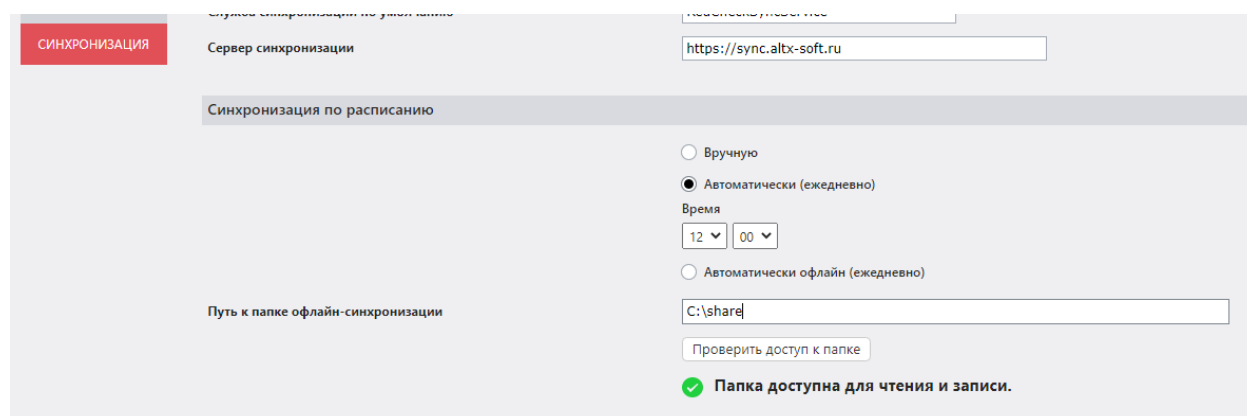 СИНХРОНИЗАЦИЯ
Сервер синхронизации
https://sync.altx-soft.ru
Синхронизация по расписанию
Вручную
Автоматически (ежедневно)
Время
12 00
Автоматически офлайн (ежедневно)
Путь к папке офлайн-синхронизации
C:\share
Проверить доступ к папке
Папка доступна для чтения и записи.